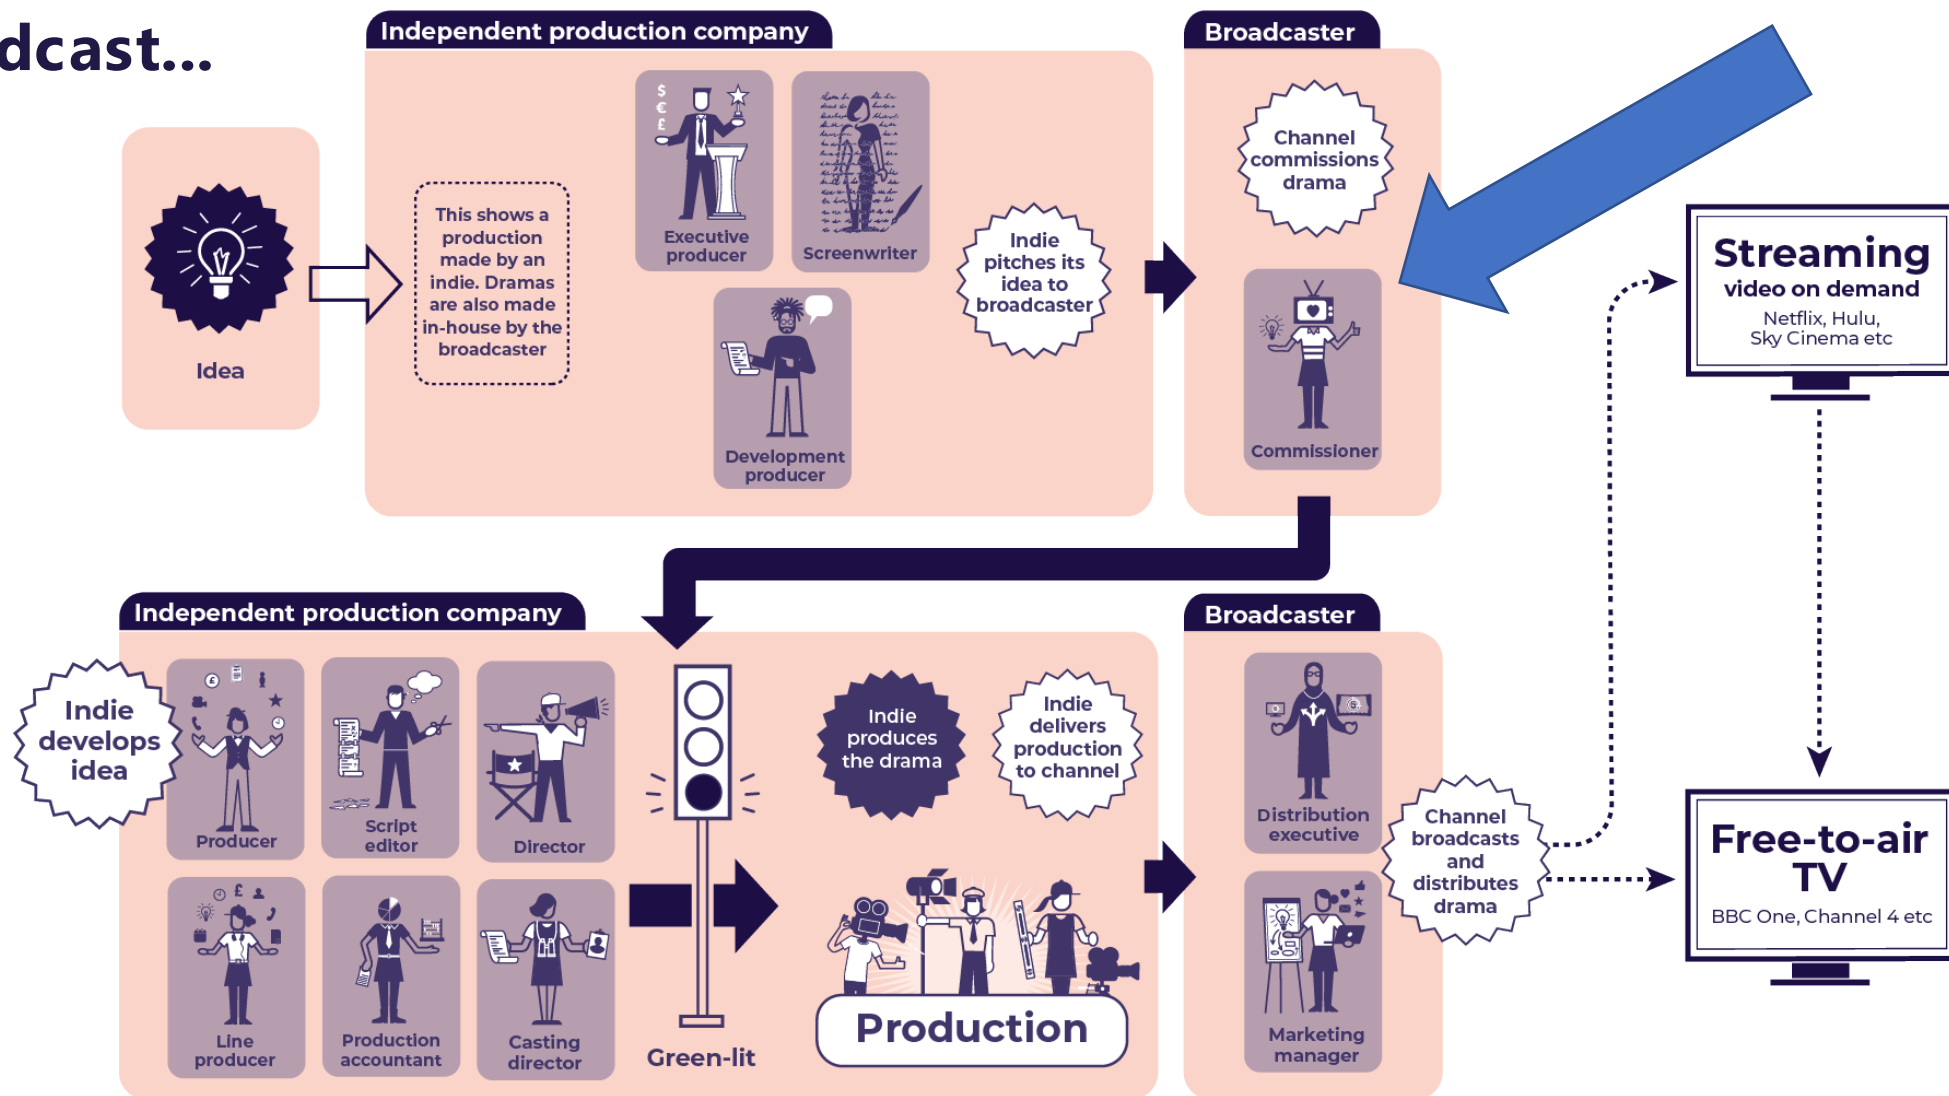 dcast...
Independent production company
Broadcaster
Idea
This shows a
production
made by an
indie. Dramas
are also made
in-house by the
broadcaster
$
€
£
Executive
producer
Screenwriter
Development
producer
Indie
pitches its
idea to
broadcaster
Channel
commissions
drama
Commissioner
Streaming
video on demand
Netflix, Hulu,
Sky Cinema etc
Independent production company
Indie
develops
idea
£
Producer
Script
editor
Director
£
Line
producer
Production
accountant
Casting
director
Green-lit
Indie
produces
the drama
Indie
delivers
production
to channel
Production
Broadcaster
Distribution
executive
Marketing
manager
Channel
broadcasts
and
distributes
drama
Free-to-air
TV
BBC One, Channel 4 etc